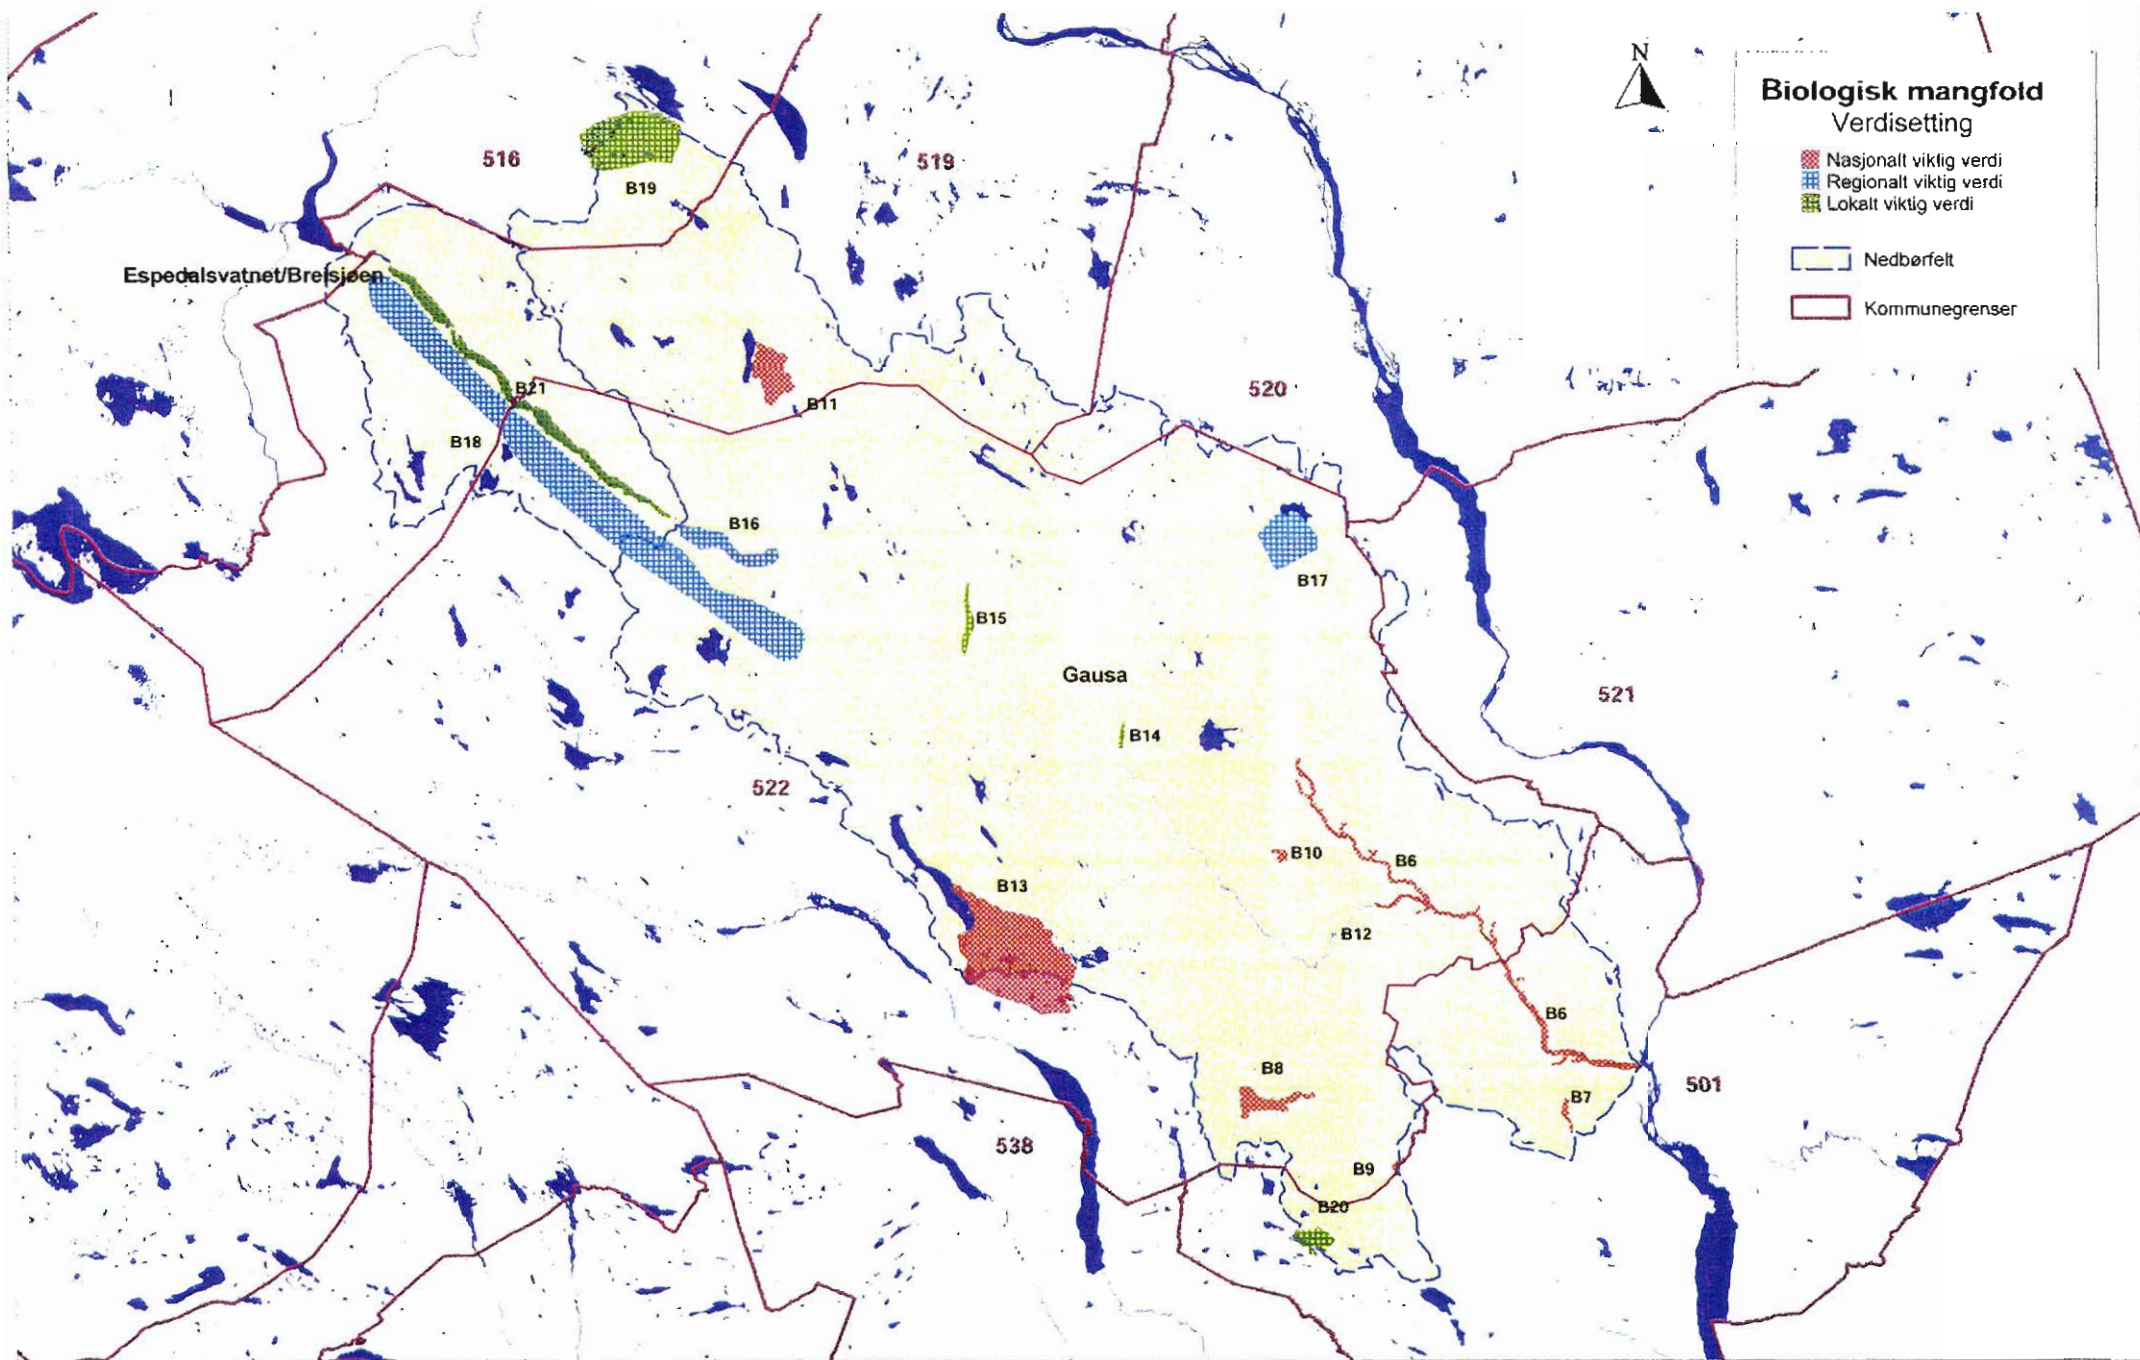 N
Biologisk mangfold
Verdisetting
Nasjonalt viktig verdi
Regionalt viktig verdi
Lokalt viktig verdi
Nedbørfelt
Kommunegrenser
516
519
B19
Espedalsvatnet/Breisjøen
B21
B11
520
B18
B16
B17
B15
Gausa
521
B14
522
B10
B6
B13
B12
B6
B8
501
B7
538
B9
B20